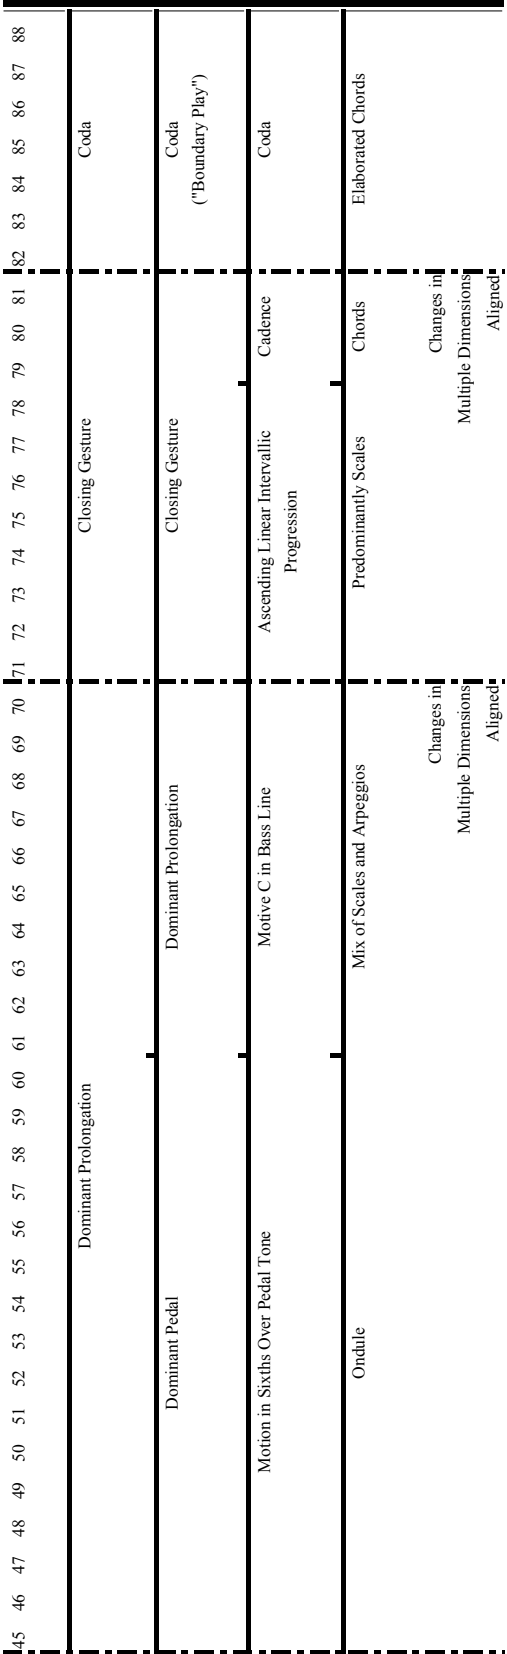 45 46 47 48 49 50 51 52 53 54 55 56 57 58 59 60 61 62 63 64 65 66 67 68 69 70 71 72 73 74 75 76 77 78 79 80 81 82 83 84 85 86 87 88
Dominant Prolongation
Closing Gesture
Coda
Dominant Pedal
Dominant Prolongation
Closing Gesture
Coda
("Boundary Play")
Motion in Sixths Over Pedal Tone
Motive C in Bass Line
Ascending Linear Intervallic
Progression
Cadence
Coda
Ondule
Mix of Scales and Arpeggios
Predominantly Scales
Chords
Elaborated Chords
Changes in
Multiple Dimensions
Aligned
Changes in
Multiple Dimensions
Aligned